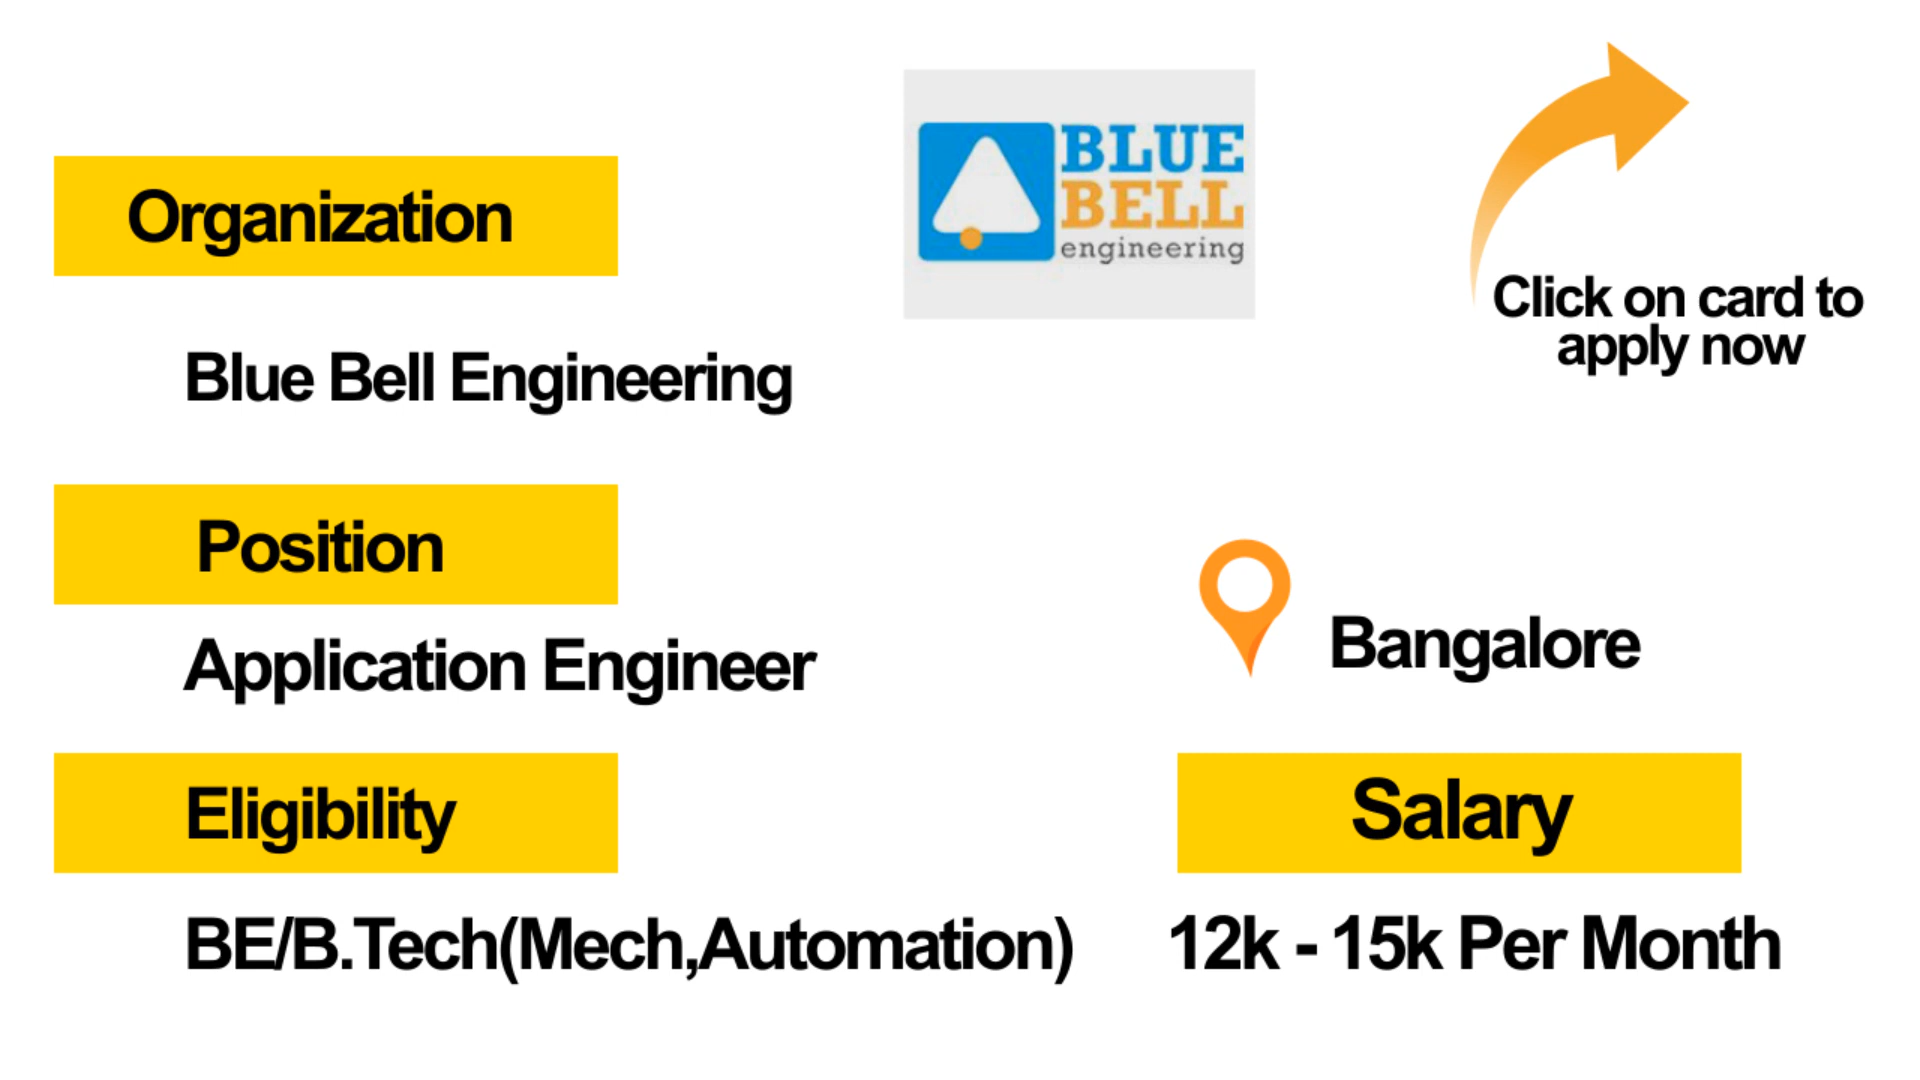 Organization
Blue Bell Engineering
BLUE
BELL
engineering
Click on card to
apply now
Position
Application Engineer
Bangalore
Eligibility
BE/B.Tech(Mech,Automation)
Salary
12k - 15k Per Month